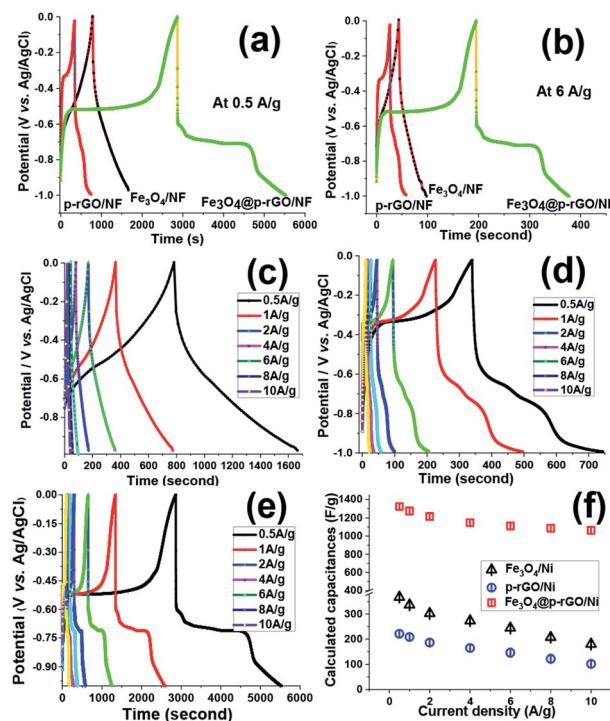 (a)
Potential (V vs. Ag/AgCl)
0.0
-0.2
-0.4
-0.6
-0.8
-1.0
At 0.5 A/g
p-rGO/NF
Fe3O4/NF
Fe3O4@p-rGO/NF
0 1000 2000 3000 4000 5000 6000
Time (s)
(b)
Potential (V vs. Ag/AgCl)
0.0
-0.2
-0.4
-0.6
-0.8
-1.0
At 6 A/g
p-rGO/NF
Fe3O4/NF
Fe3O4@p-rGO/NF
0 100 200 300 400
Time (second)
(c)
Potential / V vs. Ag/AgCl
0.0
-0.2
-0.4
-0.6
-0.8
0.5A/g
1A/g
2A/g
4A/g
6A/g
8A/g
10A/g
0 200 400 600 800 1000 1200 1400 1600
Time (second)
(d)
Potential / V vs. Ag/AgCl
0.0
-0.2
-0.4
-0.6
-0.8
-1.0
0.5A/g
1A/g
2A/g
4A/g
6A/g
8A/g
10A/g
0 100 200 300 400 500 600 700
Time (second)
(e)
Potential (V vs. Ag/AgCl)
0.00
-0.15
-0.30
-0.45
-0.60
-0.75
-0.90
0.5A/g
1A/g
2A/g
4A/g
6A/g
8A/g
10A/g
0 1000 2000 3000 4000 5000 6000
Time (second)
(f)
Calculated capacitances (F/g)
1400
1200
1000
800
400
300
200
100
0
Fe3O4/Ni
p-rGO/Ni
Fe3O4@p-rGO/Ni
0 2 4 6 8 10
Current density (A/g)